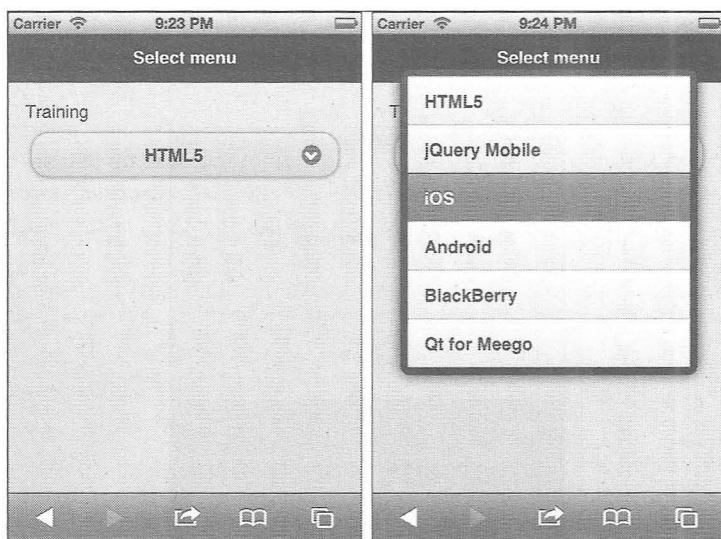 Carrier 9:23 PM
Select menu
Training
HTML5
Carrier 9:24 PM
Select menu
T
HTML5
jQuery Mobile
iOS
Android
BlackBerry
Qt for Meego